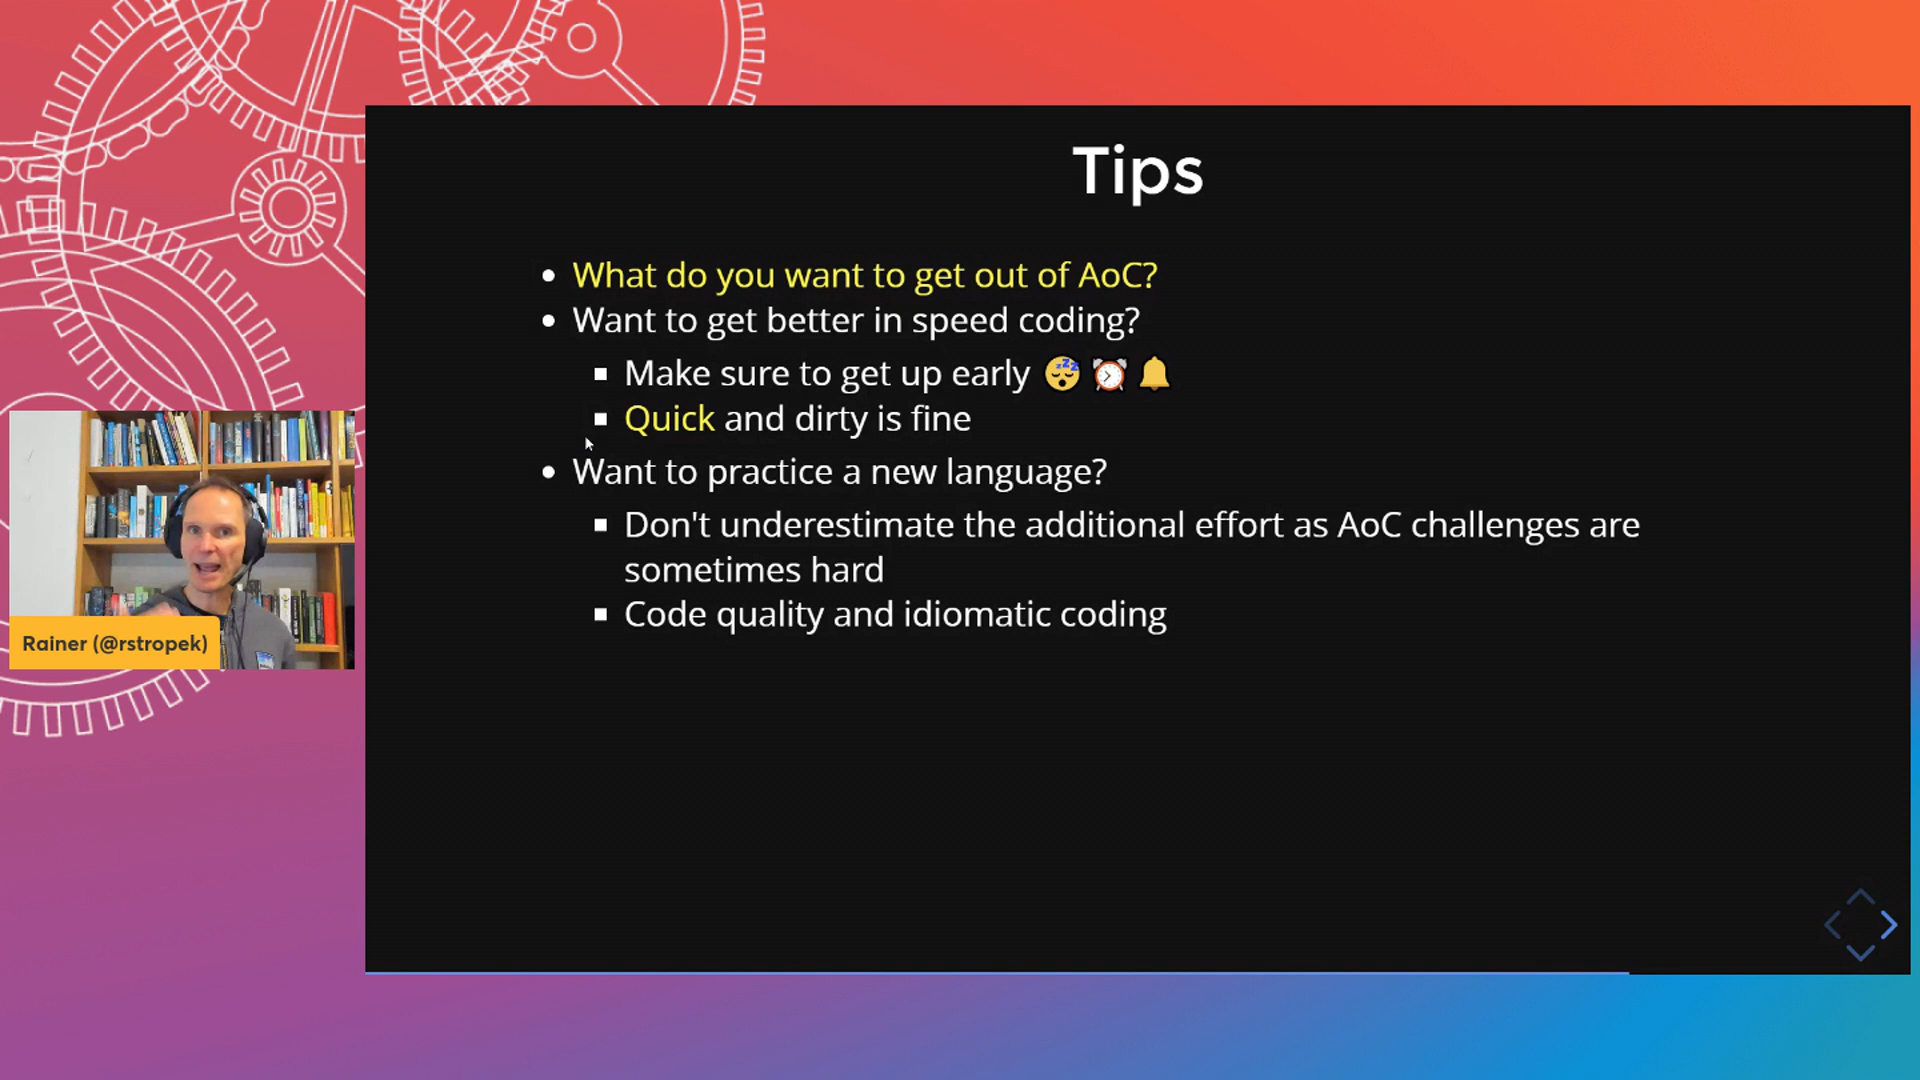 Tips
What do you want to get out of AoC?
Want to get better in speed coding?
Make sure to get up early 😴 ⏰ 🔔
Quick and dirty is fine
Want to practice a new language?
Don't underestimate the additional effort as AoC challenges are
sometimes hard
Code quality and idiomatic coding
Rainer (@rstropek)